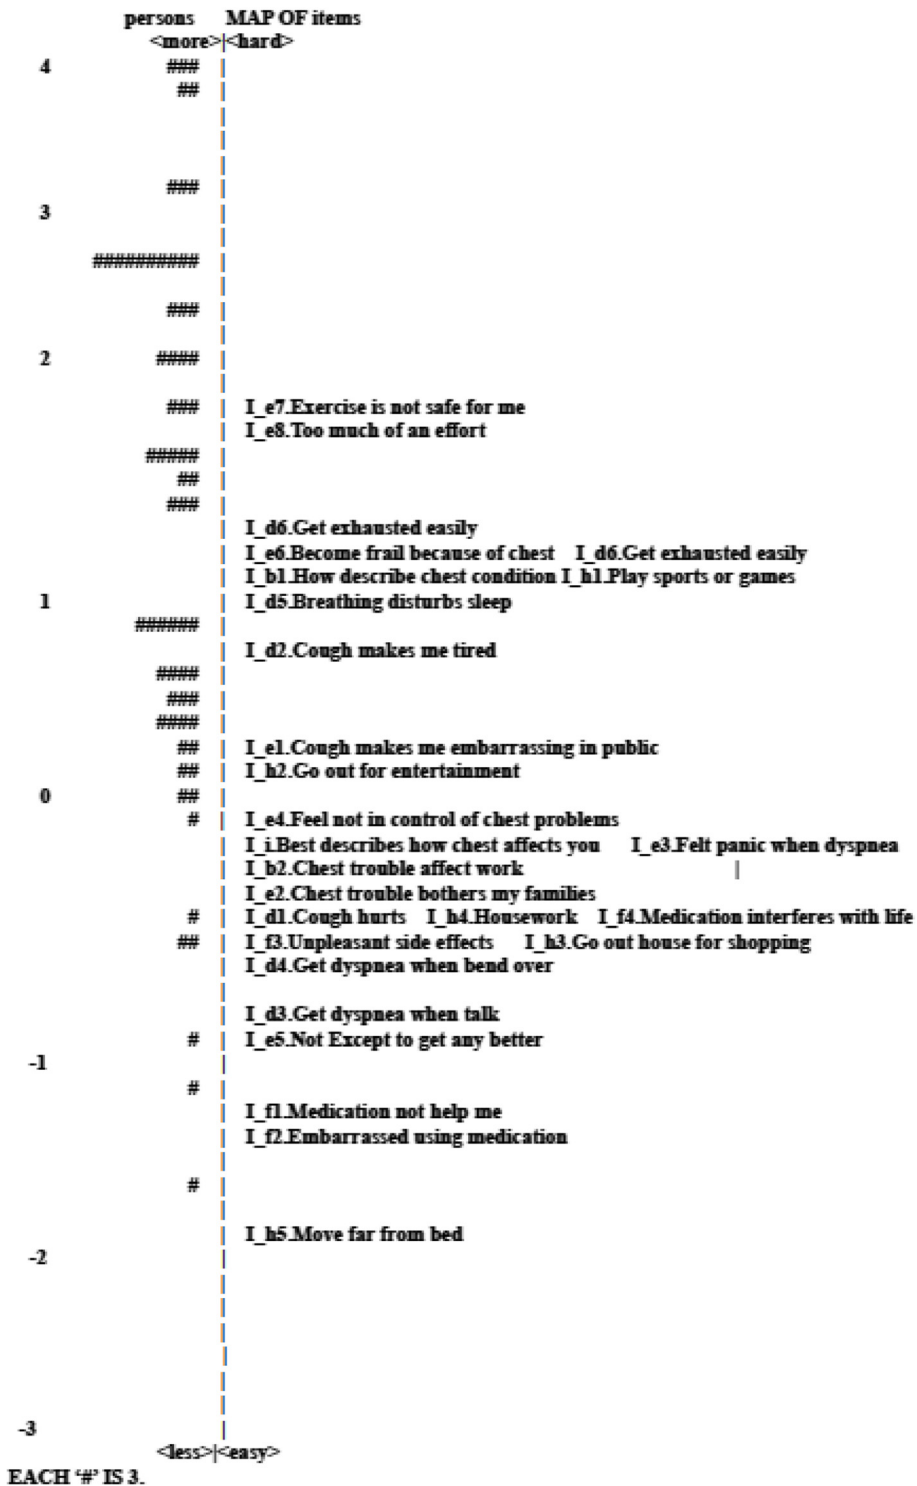 persons MAP OF items
<more>|<hard>
4 ### |
## |
|
|
|
### |
3 |
|
########## |
|
### |
|
2 #### |
|
### | I_e7.Exercise is not safe for me
| I_e8.Too much of an effort
##### |
## |
### |
| I_d6.Get exhausted easily
| I_e6.Become frail because of chest I_d6.Get exhausted easily
| I_b1.How describe chest condition I_h1.Play sports or games
1 | I_d5.Breathing disturbs sleep
###### |
| I_d2.Cough makes me tired
#### |
### |
#### |
## | I_e1.Cough makes me embarrassing in public
## | I_h2.Go out for entertainment
0 ## |
# | I_e4.Feel not in control of chest problems
| I_i.Best describes how chest affects you I_e3.Felt panic when dyspnea
| I_b2.Chest trouble affect work |
| I_e2.Chest trouble bothers my families
# | I_d1.Cough hurts I_h4.Housework I_f4.Medication interferes with life
## | I_f3.Unpleasant side effects I_h3.Go out house for shopping
| I_d4.Get dyspnea when bend over
|
| I_d3.Get dyspnea when talk
# | I_e5.Not Except to get any better
-1 |
# |
| I_f1.Medication not help me
| I_f2.Embarrassed using medication
|
# |
|
| I_h5.Move far from bed
-2 |
|
|
|
|
|
|
-3 |
<less>|<easy>
EACH ‘#’ IS 3.